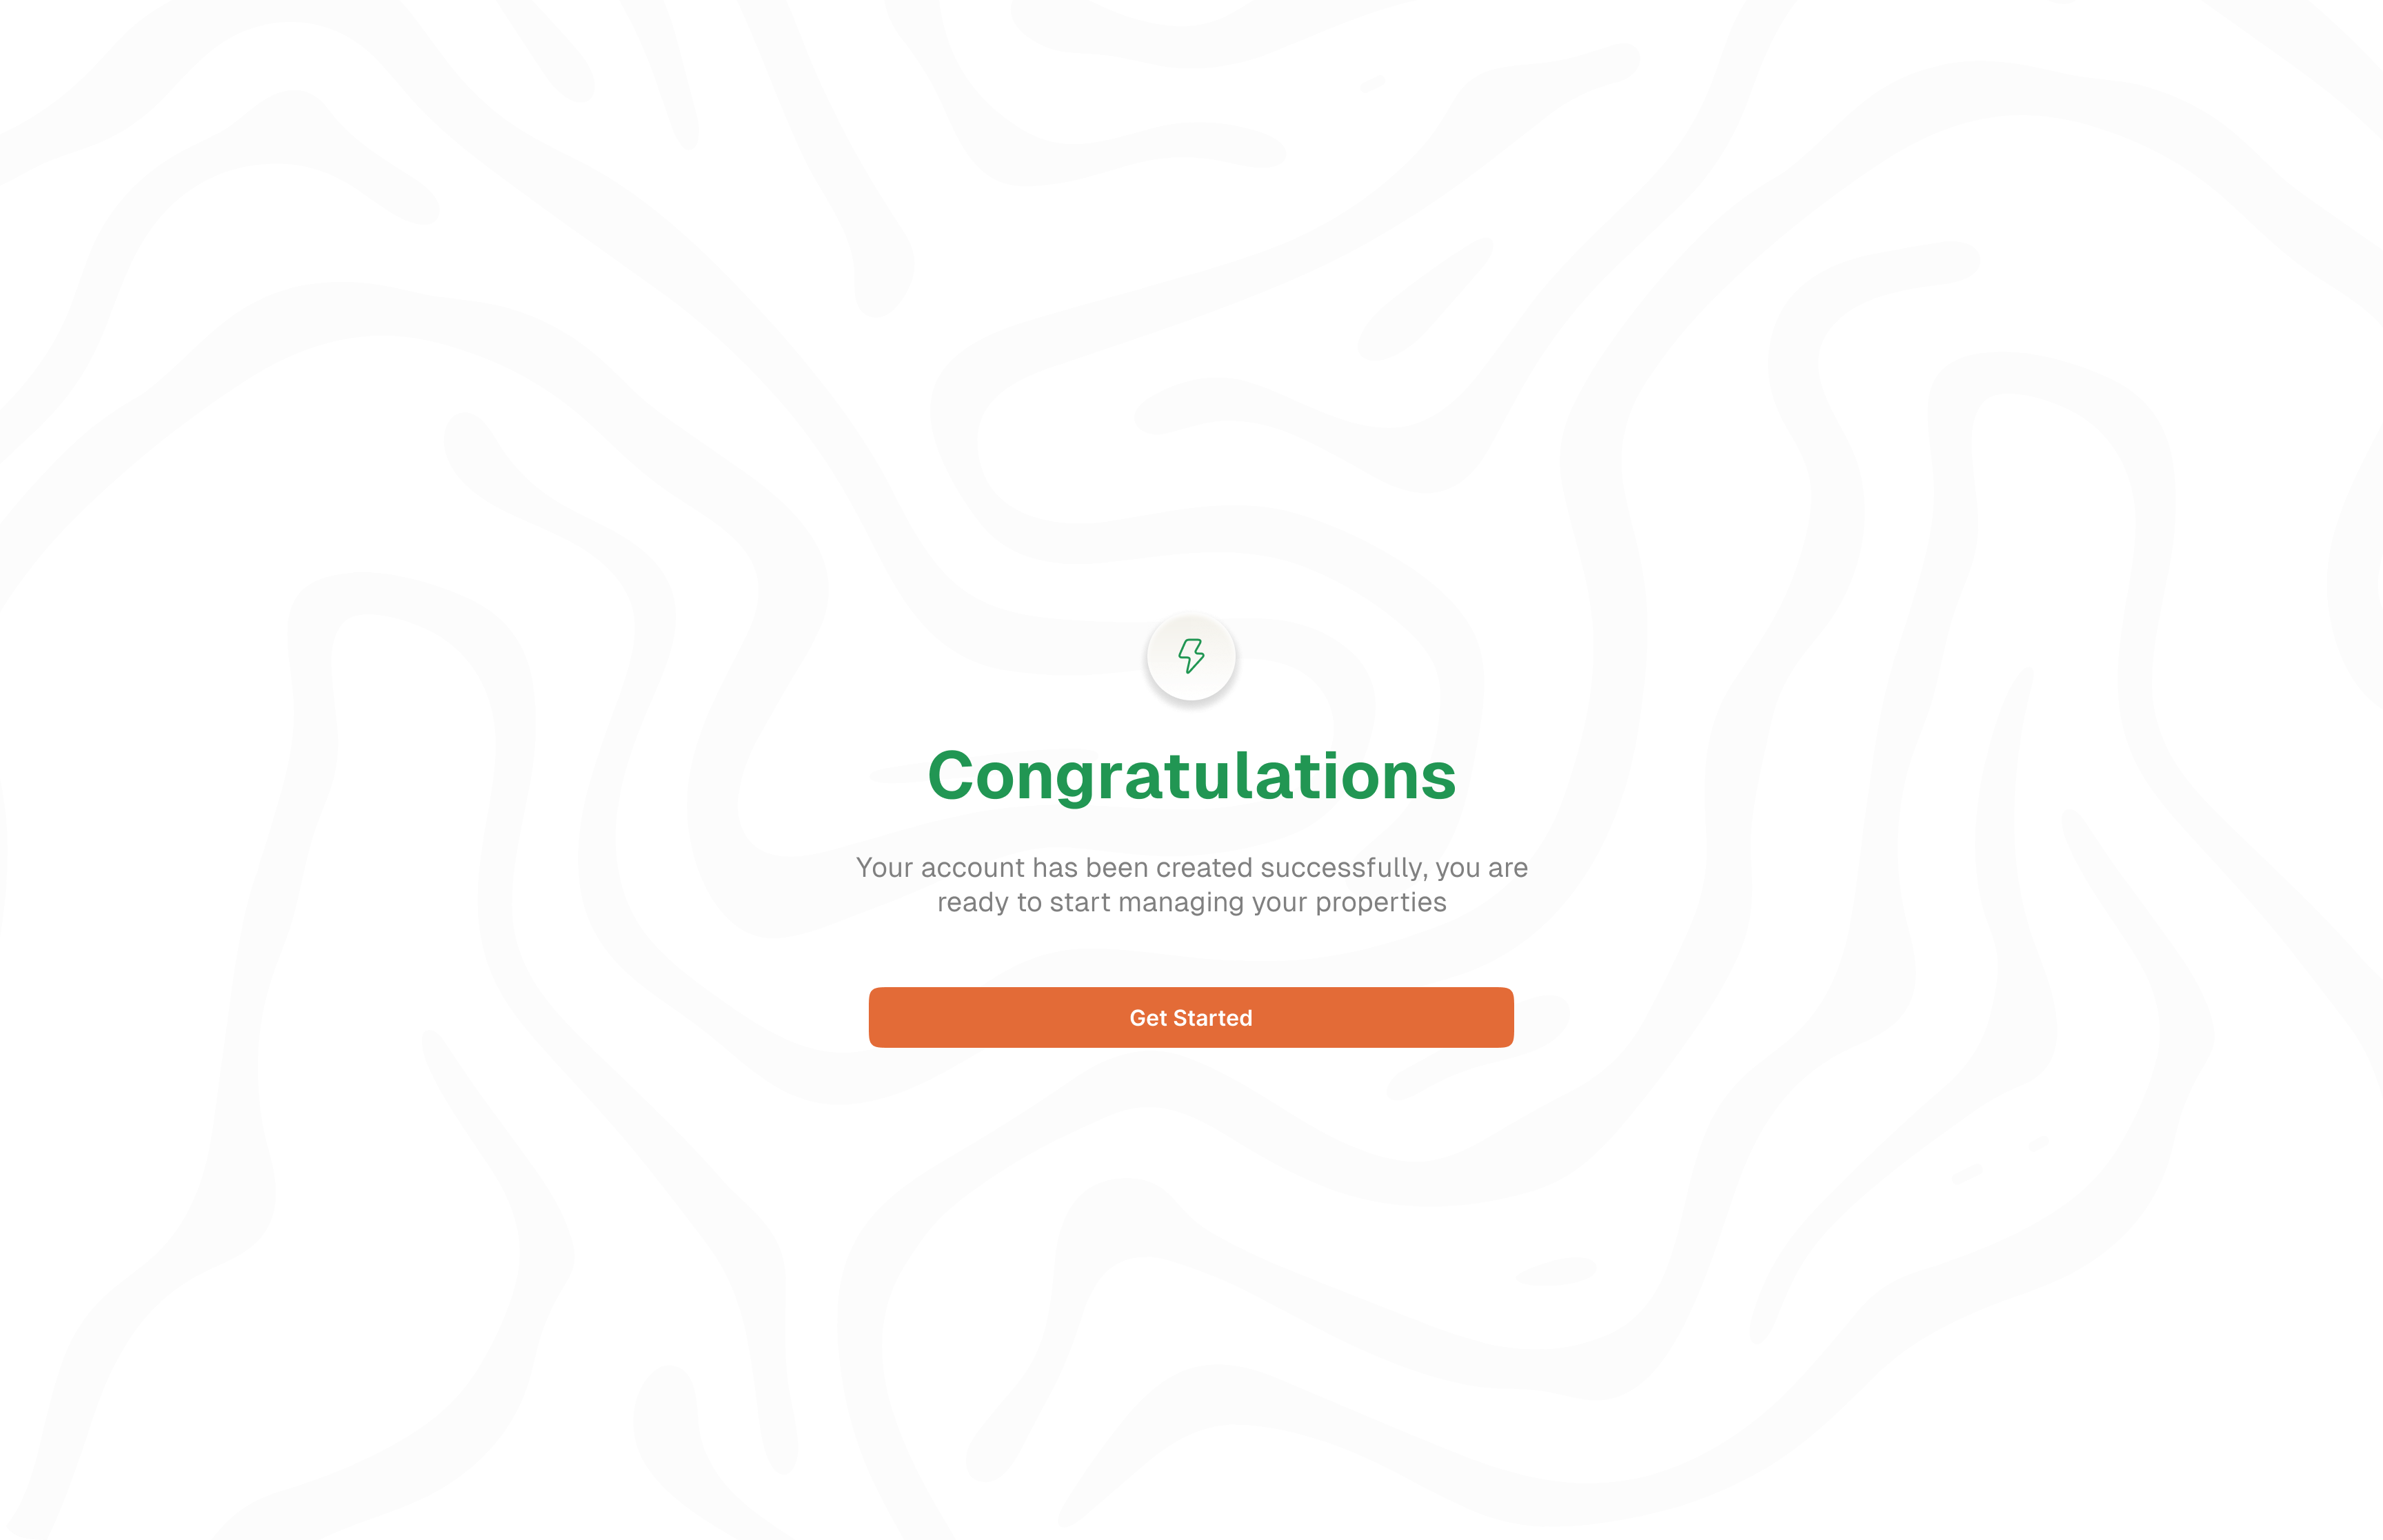 Congratulations
Your account has been created successfully, you are
ready to start managing your properties
Get Started